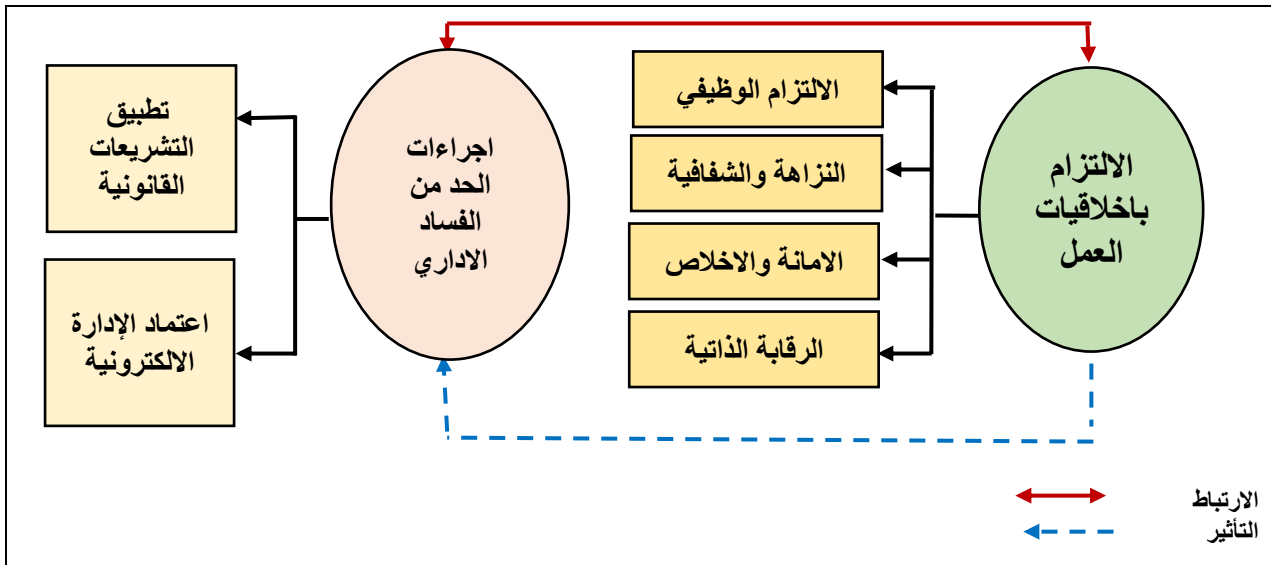 الالتزام
باخلاقيات
العمل
الالتزام الوظيفي
النزاهة والشفافية
الامانة والاخلاص
الرقابة الذاتية
اجراءات
الحد من
الفساد
الاداري
تطبيق
التشريعات
القانونية
اعتماد الإدارة
الالكترونية
الارتباط
التأثير